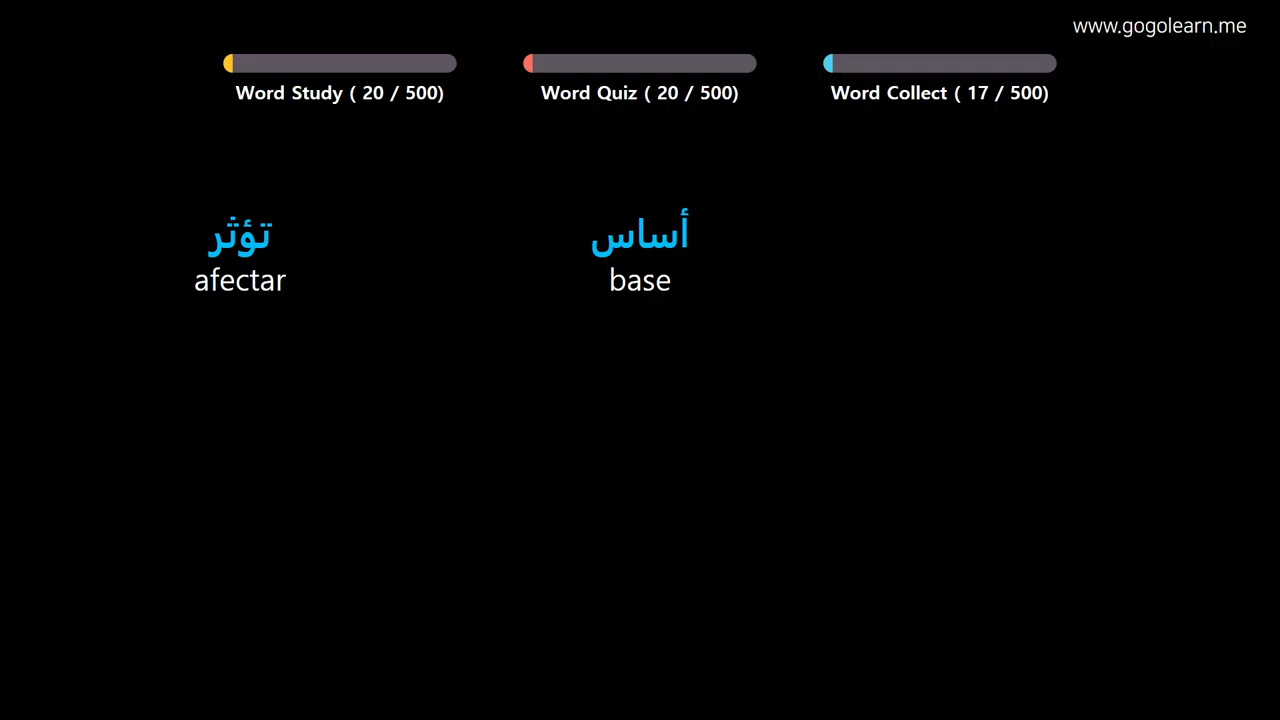 www.gogolearn.me
Word Study ( 20 / 500)
Word Quiz ( 20 / 500)
Word Collect ( 17 / 500)
تؤثر
afectar
أساس
base